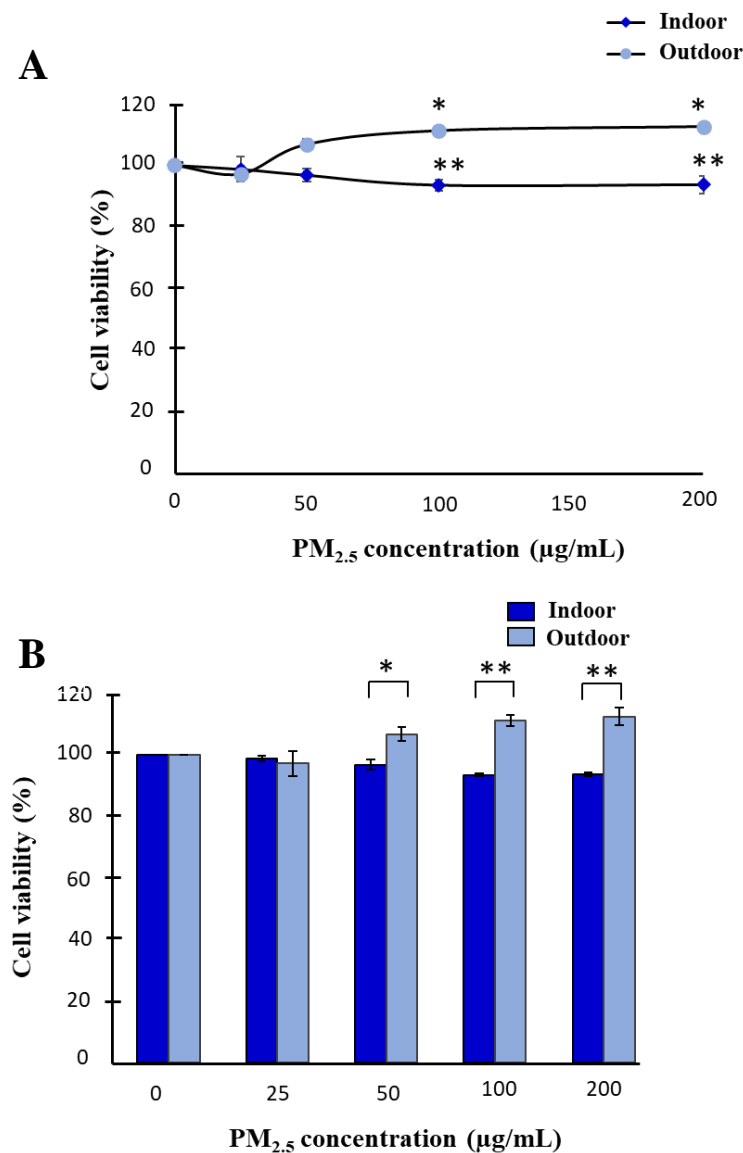 Indoor
Outdoor
A
120
100
80
60
40
20
0
* *
** **
Cell viability (%)
0 50 100 150 200
PM2.5 concentration (µg/mL)
Indoor
Outdoor
B
120
100
80
60
40
20
0
* ** **
Cell viability (%)
0 25 50 100 200
PM2.5 concentration (µg/mL)